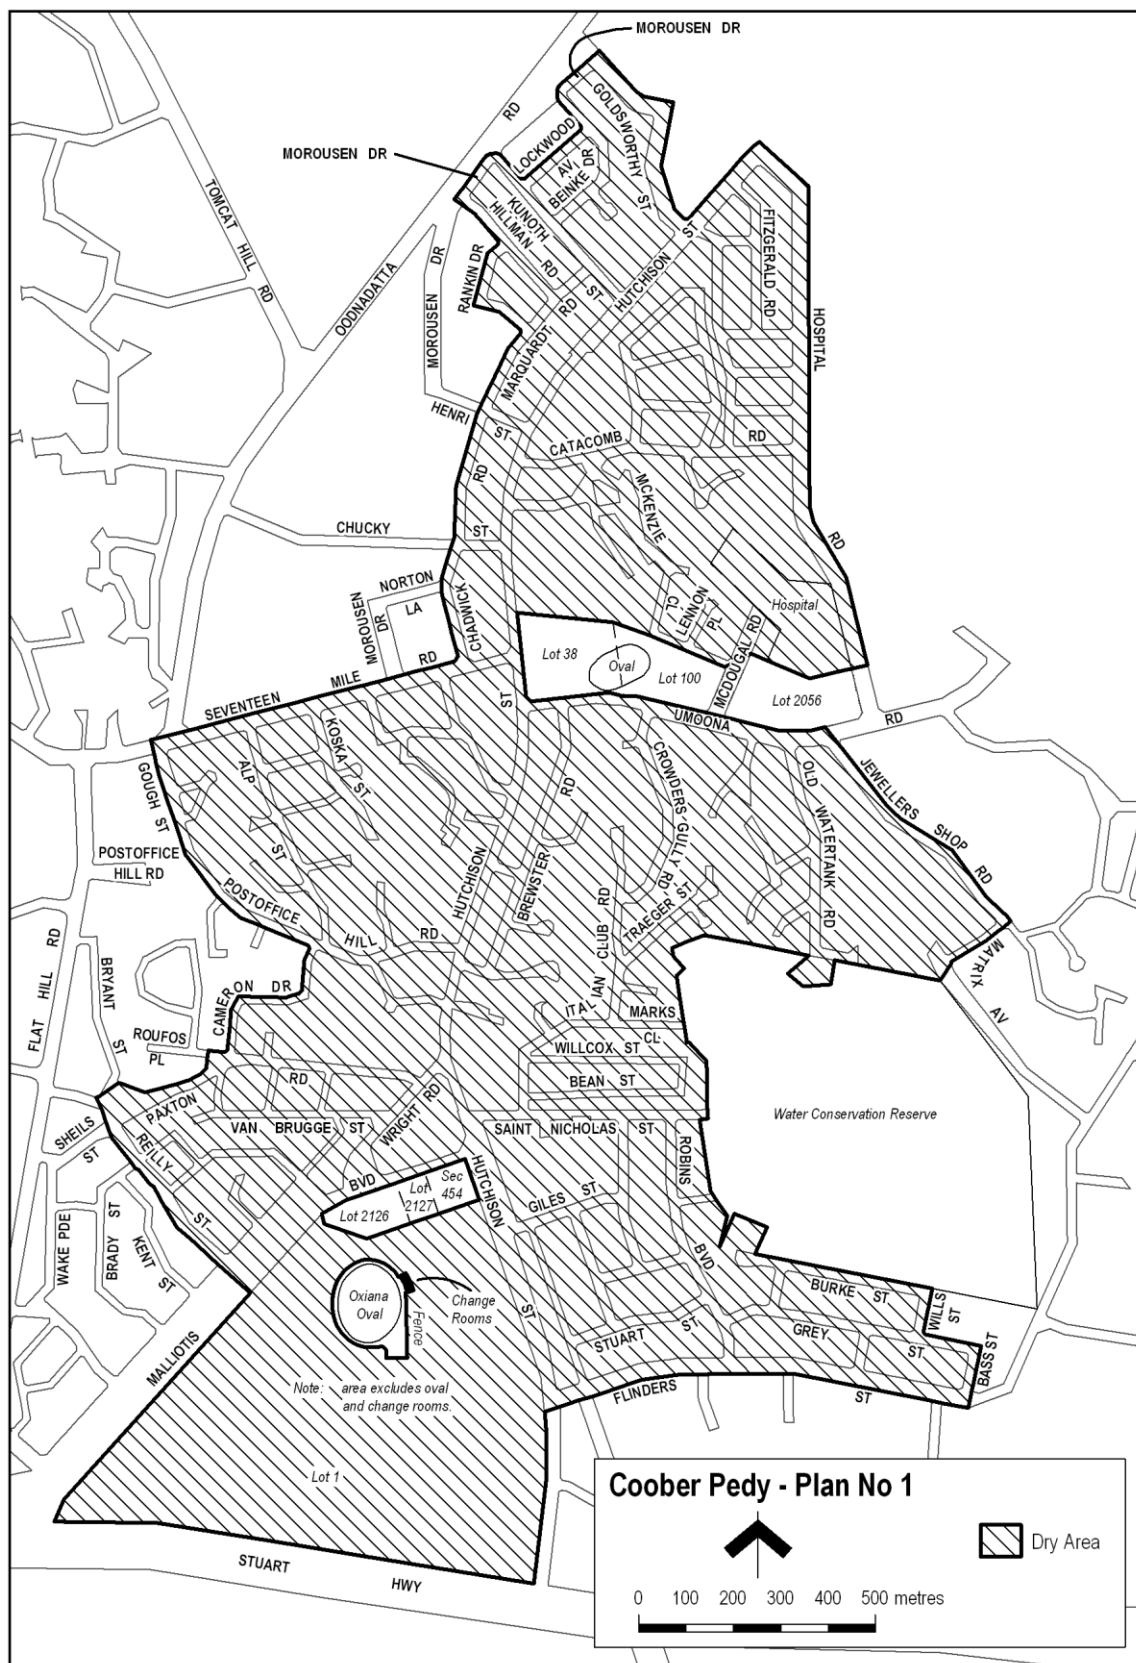 MOROUSEN DR
MOROUSEN DR
LOCKWOOD
AV
BEINKE DR
GOLDSWORTHY ST
KUNOTH ST
HILLMAN RD
RANKIN DR
MOROUSEN DR
TOMCAT HILL RD
OODNADATTA RD
MARQUARDT RD
HUTCHISON ST
FITZGERALD RD
HOSPITAL RD
HENRI ST
CATACOMB RD
MCKENZIE CL
CHUCKY ST
NORTON LA
MOROUSEN DR
CHADWICK RD
LENNON PL
Hospital
MCDOUGAL RD
Lot 38
Oval
Lot 100
Lot 2056
SEVENTEEN MILE RD
UMOONA RD
GOUGH ST
ALP ST
KOSKA ST
HUTCHISON ST
BREWSTER RD
CROWDERS GULLY RD
OLD WATERTANK RD
JEWELLERS SHOP RD
POSTOFFICE
HILL RD
POSTOFFICE HILL RD
ITALIAN CLUB RD
TRAEGER ST
MATRIX AV
FLAT HILL RD
BRYANT ST
CAMERON DR
ROUFOS
PL
MARKS CL
WILLCOX ST
BEAN ST
Water Conservation Reserve
SHEILS ST
PAXTON RD
REILLY ST
VAN BRUGGE ST
WRIGHT RD
SAINT NICHOLAS ST
ROBINS BVD
BVD
Lot 2126
Lot
2127
Sec
454
HUTCHISON ST
GILES ST
WAKE PDE
BRADY ST
KENT ST
Oxiana
Oval
Fence
Change
Rooms
STUART ST
BURKE ST
GREY ST
WILLS ST
BASS ST
MALLIOTIS
FLINDERS ST
Note: area excludes oval
and change rooms.
Lot 1
STUART HWY
Coober Pedy - Plan No 1
Dry Area
0 100 200 300 400 500 metres